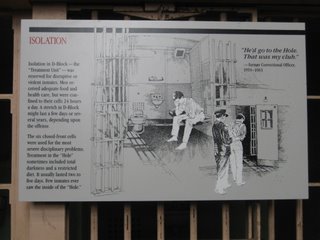 ISOLATION
Isolation in D-Block — the
"Treatment Unit" — was
reserved for disruptive or
violent inmates. Men re-
ceived adequate food and
health care, but were con-
fined to their cells 24 hours
a day. A stretch in D-Block
might last a few days or sev-
eral years, depending upon
the offense.
The six closed-front cells
were used for the most
severe disciplinary problems.
Treatment in the "Hole"
sometimes included total
darkness and a restricted
diet. It usually lasted two to
five days. Few inmates ever
saw the inside of the "Hole."
"He'd go to the Hole.
That was my club."
- former Correctional Officer,